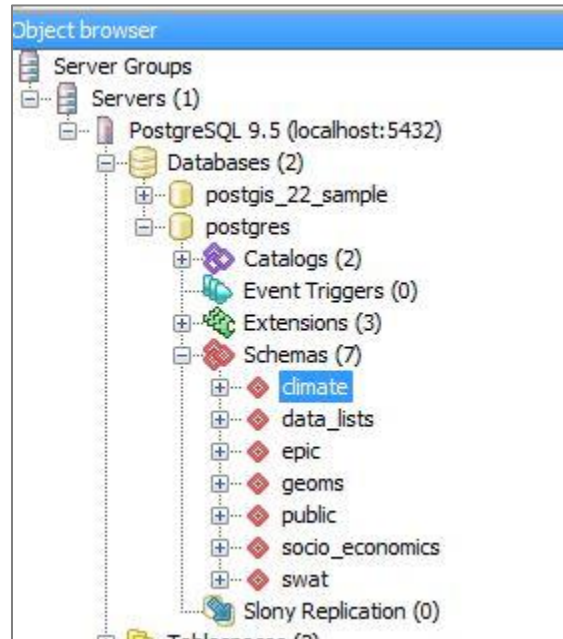 Object browser
Server Groups
Servers (1)
PostgreSQL 9.5 (localhost:5432)
Databases (2)
postgis_22_sample
postgres
Catalogs (2)
Event Triggers (0)
Extensions (3)
Schemas (7)
climate
data_lists
epic
geoms
public
socio_economics
swat
Slony Replication (0)